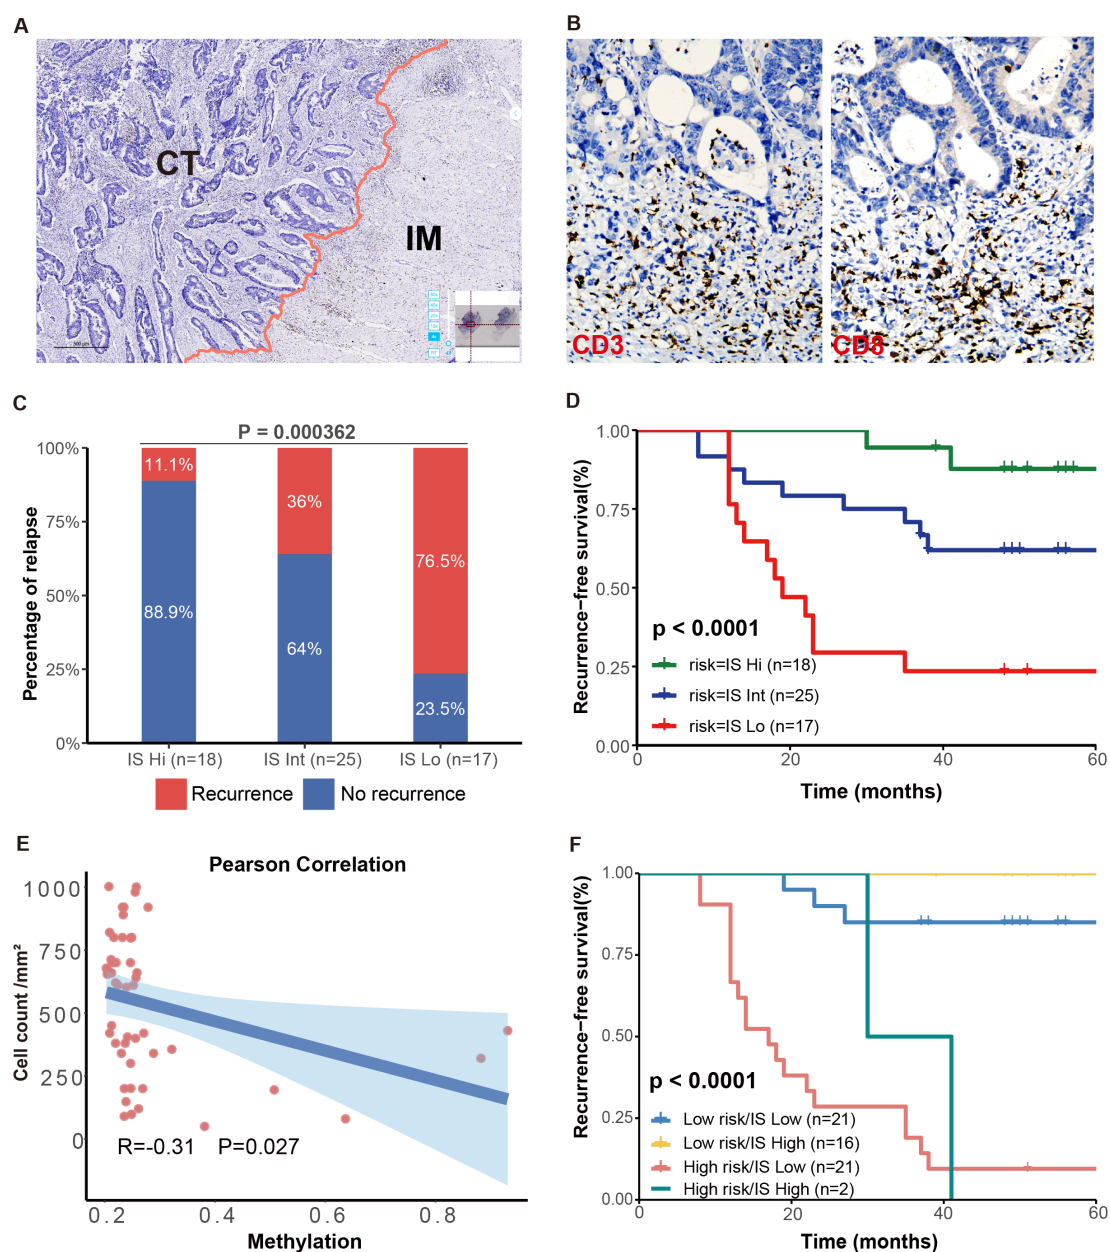 A
CT
IM
500 μm
B
CD3
CD8
C
P = 0.000362
Percentage of relapse
100%
75%
50%
25%
0%
11.1%
88.9%
36%
64%
76.5%
23.5%
IS Hi (n=18)
IS Int (n=25)
IS Lo (n=17)
Recurrence
No recurrence
D
Recurrence−free survival(%)
1.00
0.75
0.50
0.25
0.00
p < 0.0001
risk=IS Hi (n=18)
risk=IS Int (n=25)
risk=IS Lo (n=17)
0
20
40
60
Time (months)
E
Pearson Correlation
Cell count /mm²
1000
750
500
250
0
R=-0.31 P=0.027
0.2
0.4
0.6
0.8
Methylation
F
Recurrence−free survival(%)
1.00
0.75
0.50
0.25
0.00
p < 0.0001
Low risk/IS Low (n=21)
Low risk/IS High (n=16)
High risk/IS Low (n=21)
High risk/IS High (n=2)
0
20
40
60
Time (months)